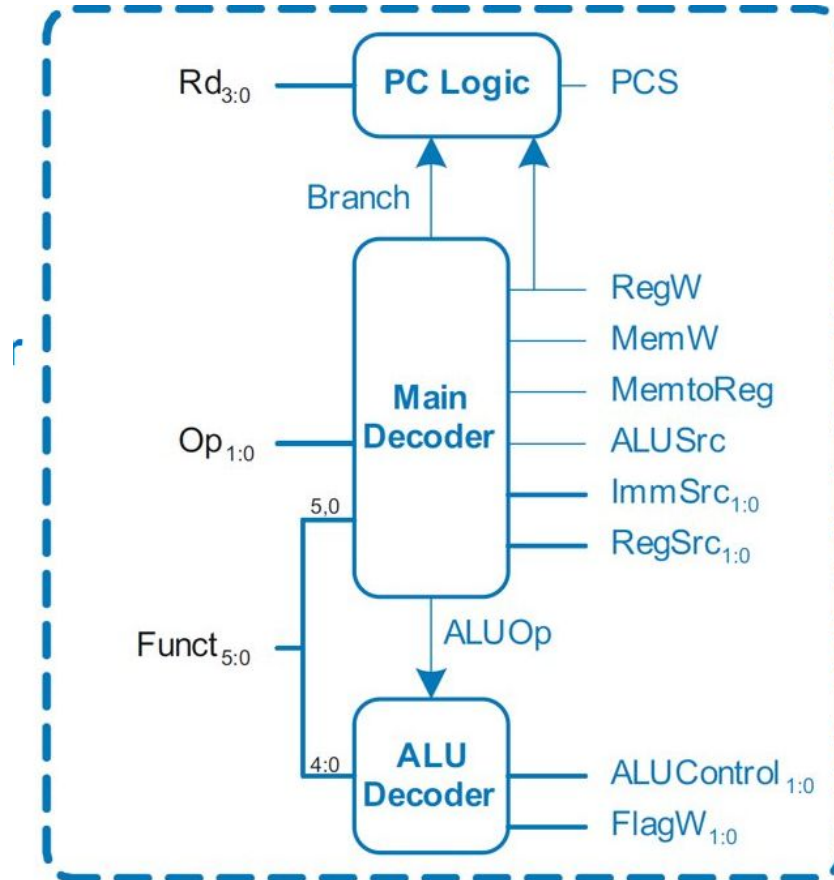 Rd3:0
PC Logic
PCS
Branch
RegW
MemW
r
MemtoReg
Main
Decoder
Op1:0
ALUSrc
5,0
ImmSrc1:0
RegSrc1:0
Funct5:0
ALUOp
4:0
ALU
Decoder
ALUControl1:0
FlagW1:0